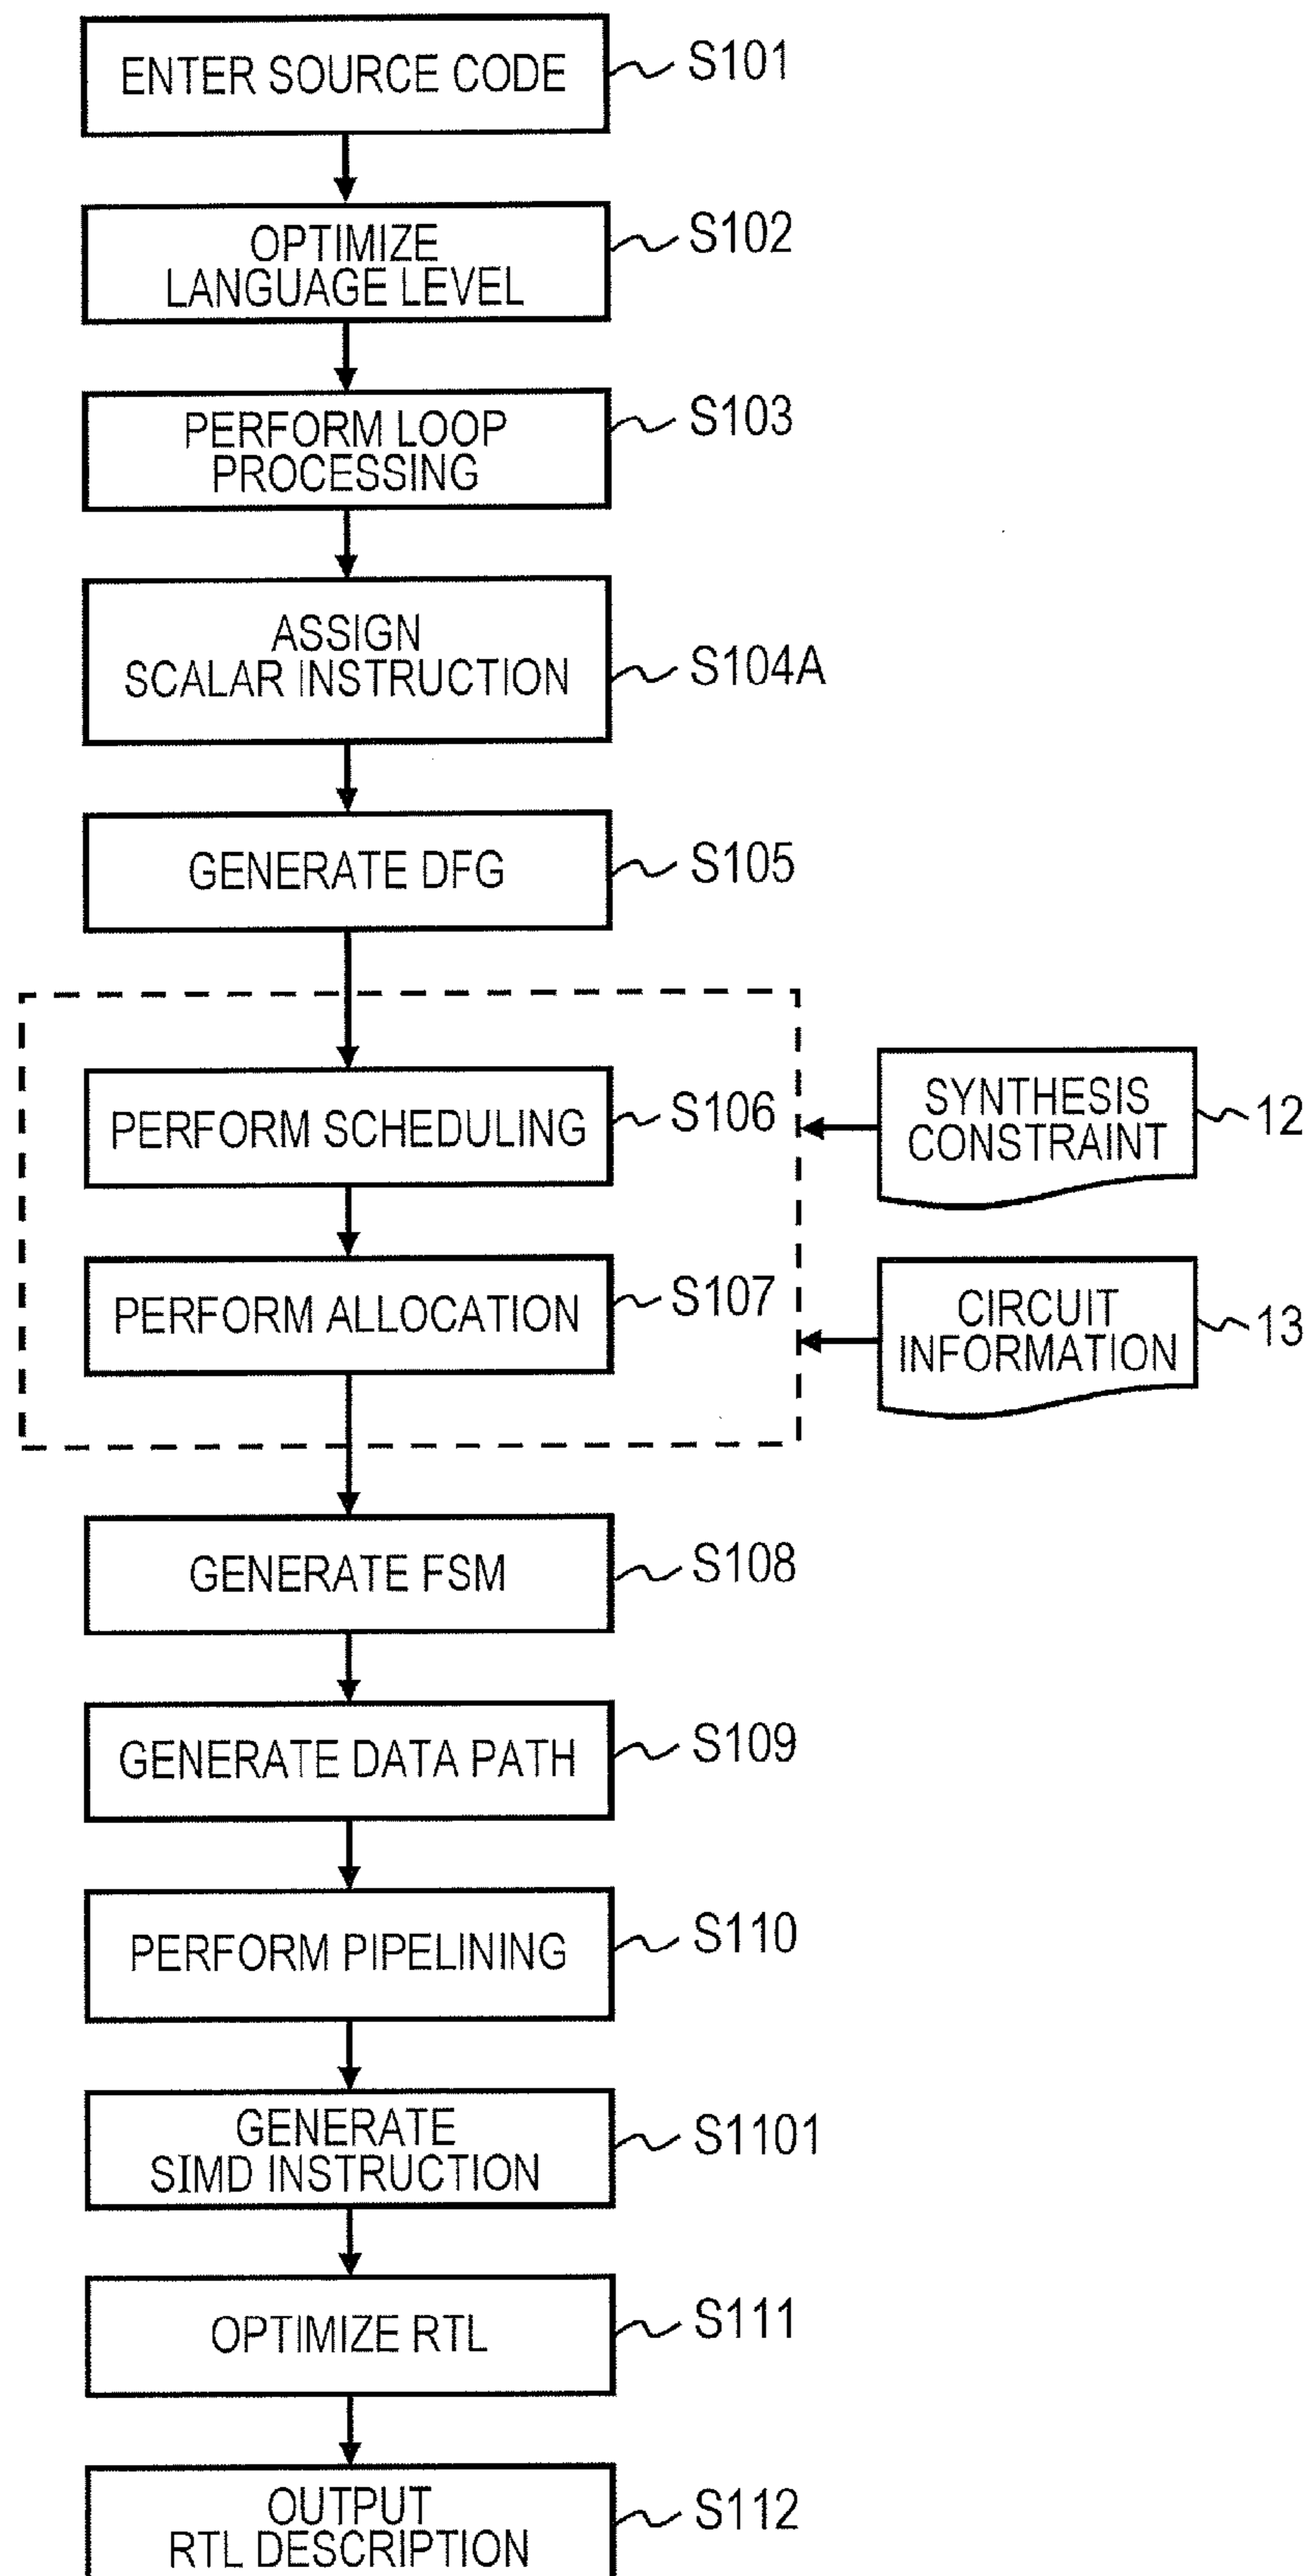 ENTER SOURCE CODE
S101
OPTIMIZE
LANGUAGE LEVEL
S102
PERFORM LOOP
PROCESSING
S103
ASSIGN
SCALAR INSTRUCTION
S104A
GENERATE DFG
S105
PERFORM SCHEDULING
S106
SYNTHESIS
CONSTRAINT
12
PERFORM ALLOCATION
S107
CIRCUIT
INFORMATION
13
GENERATE FSM
S108
GENERATE DATA PATH
S109
PERFORM PIPELINING
S110
GENERATE
SIMD INSTRUCTION
S1101
OPTIMIZE RTL
S111
OUTPUT
RTL DESCRIPTION
S112